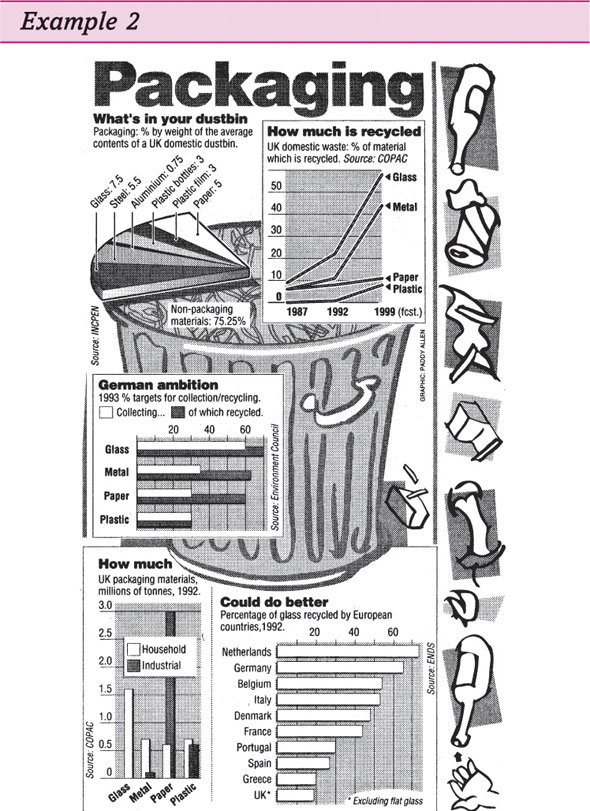 Example 2
Packaging
What's in your dustbin
Packaging: % by weight of the average
contents of a UK domestic dustbin.
Glass: 7.5
Steel: 5.5
Aluminium: 0.75
Plastic bottles: 3
Plastic film: 3
Paper: 5
Non-packaging
materials: 75.25%
Source: INCPEN
How much is recycled
UK domestic waste: % of material
which is recycled. Source: COPAC
50
40
30
20
10
0
Glass
Metal
Paper
Plastic
1987 1992 1999 (fcst.)
GRAPHIC: PADDY ALLEN
German ambition
1993 % targets for collection/recycling.
Collecting... of which recycled.
20 40 60
Glass
Metal
Paper
Plastic
Source: Environment Council
How much
UK packaging materials,
millions of tonnes, 1992.
3.0
2.5
2.0
1.5
1.0
0.5
0
Household
Industrial
Glass
Metal
Paper
Plastic
Source: COPAC
Could do better
Percentage of glass recycled by European
countries,1992.
20 40 60
Netherlands
Germany
Belgium
Italy
Denmark
France
Portugal
Spain
Greece
UK*
* Excluding flat glass
Source: ENDS